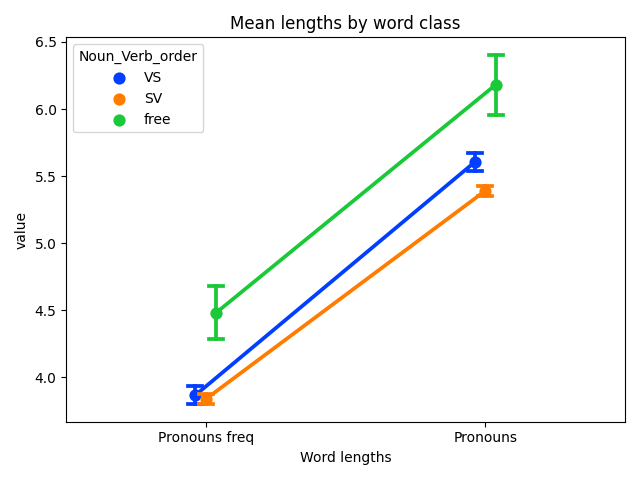 Mean lengths by word class
Noun_Verb_order
VS
SV
free
value
6.5
6.0
5.5
5.0
4.5
4.0
Pronouns freq
Pronouns
Word lengths